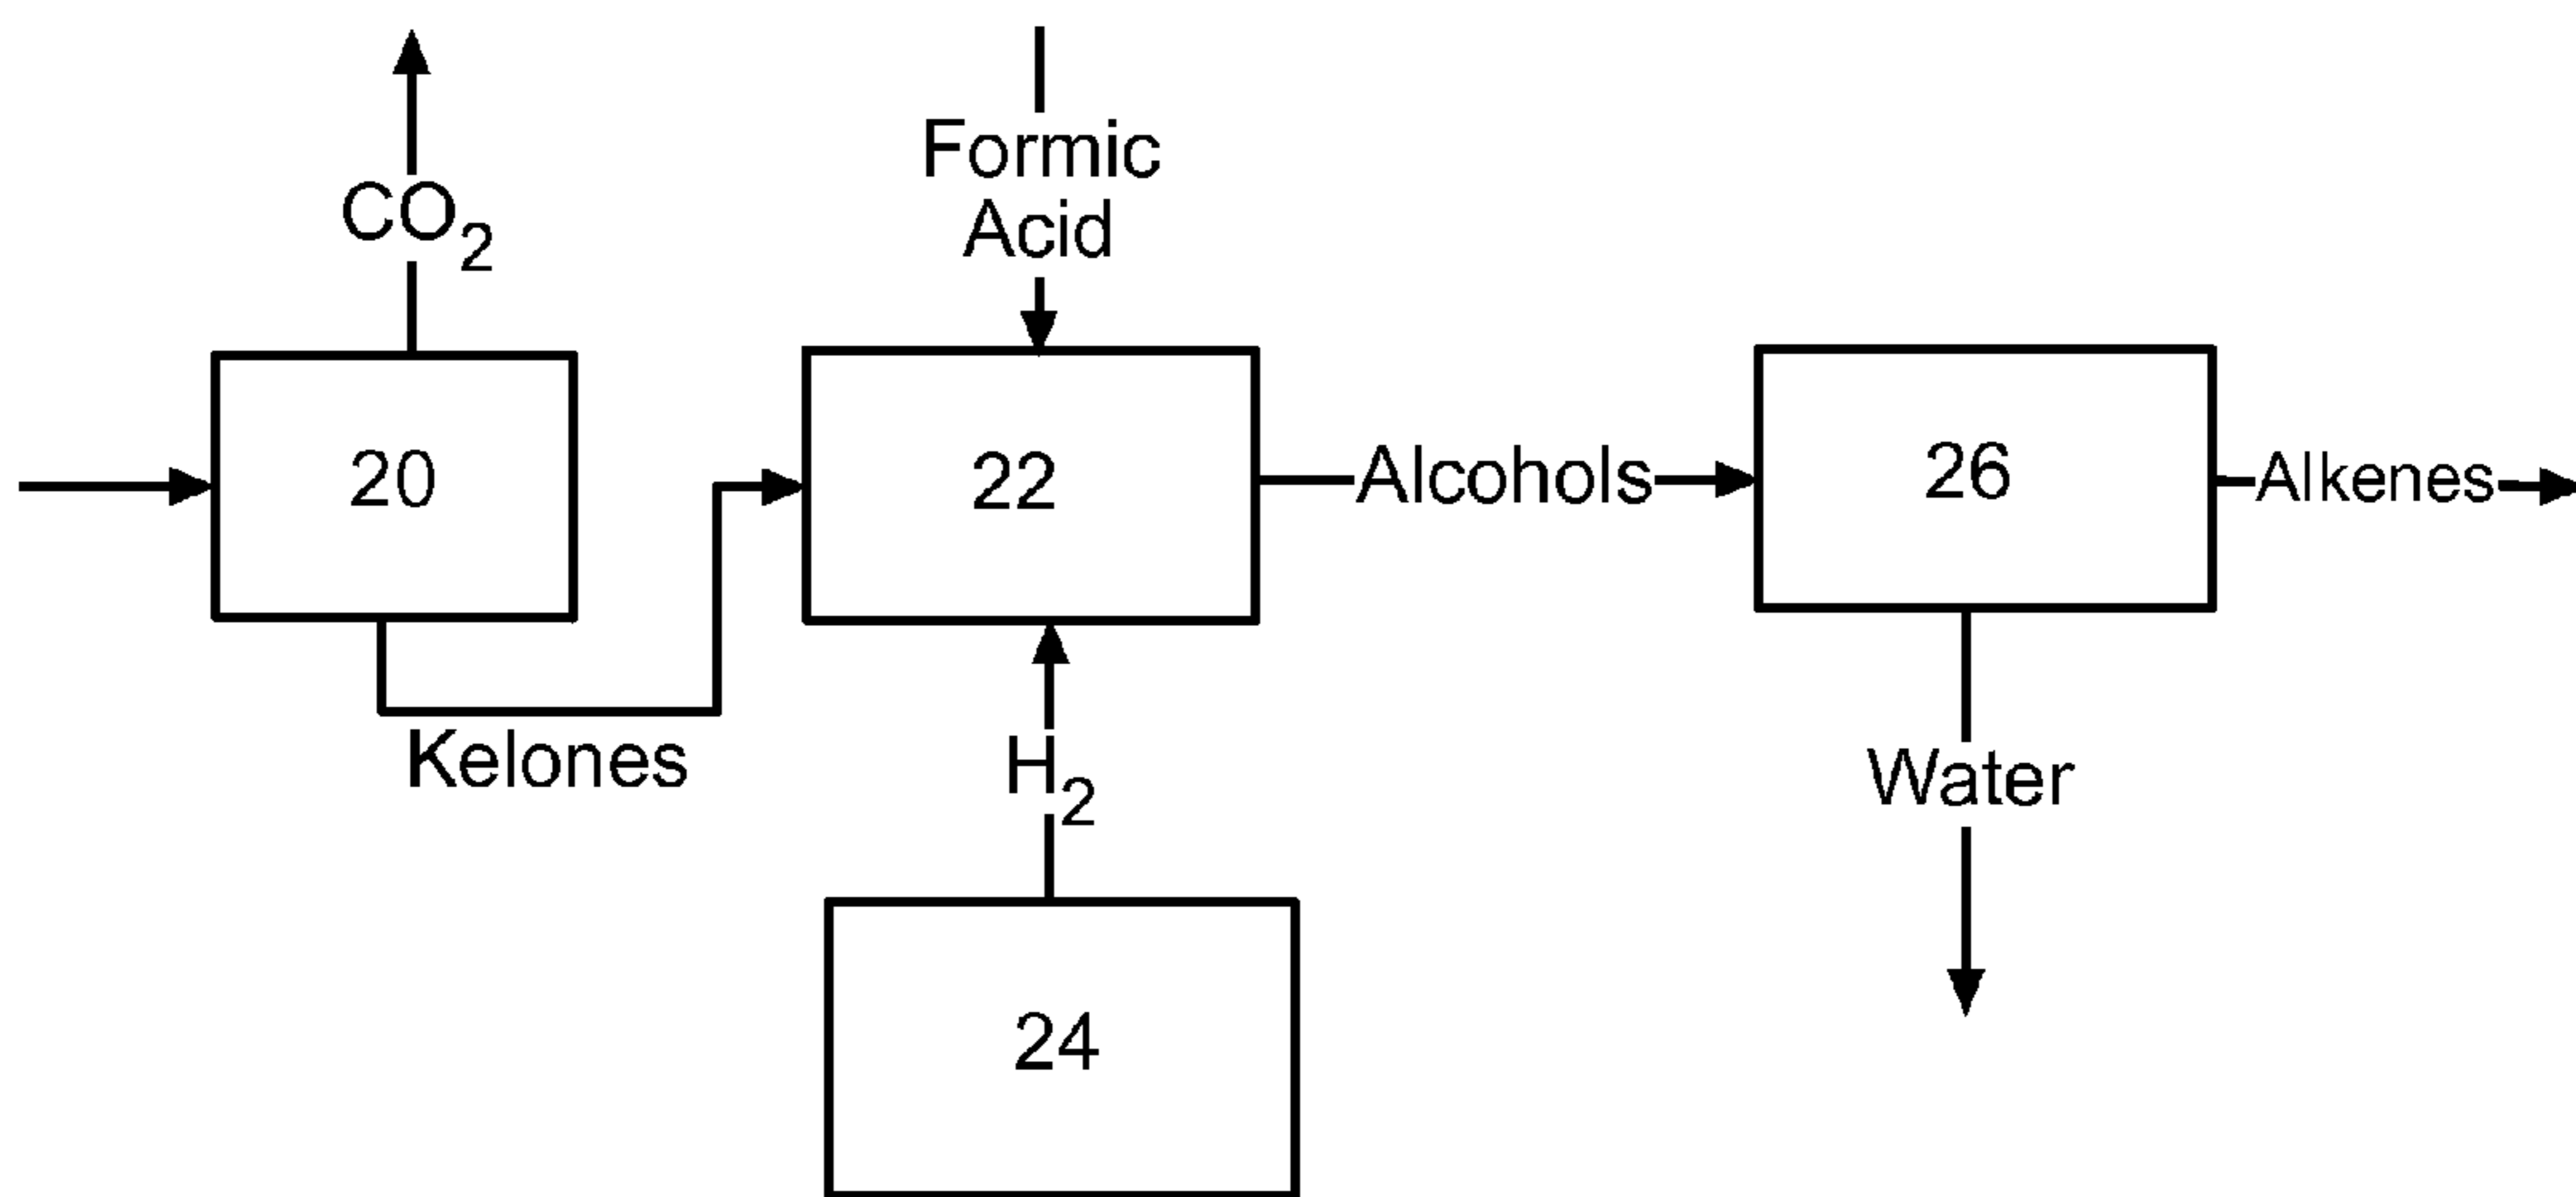 CO2
Formic
Acid
20
22
Alcohols
26
Alkenes
Kelones
H2
Water
24